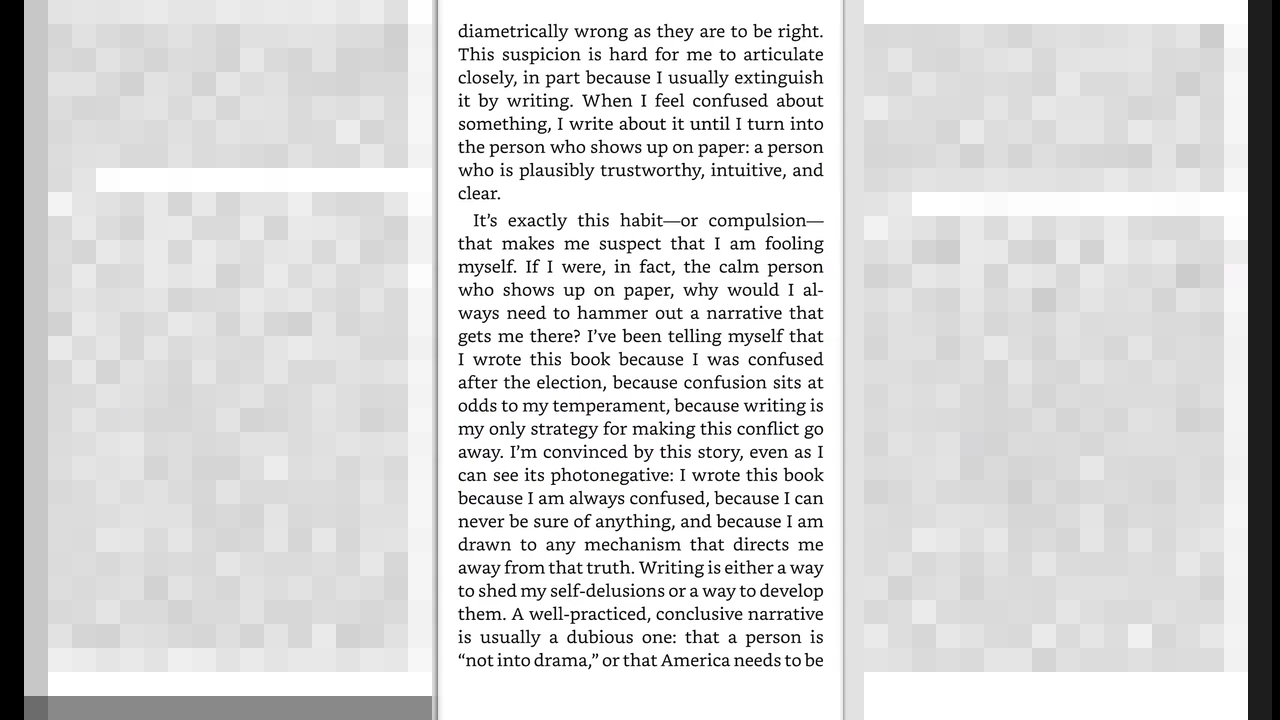 diametrically wrong as they are to be right.
This suspicion is hard for me to articulate
closely, in part because I usually extinguish
it by writing. When I feel confused about
something, I write about it until I turn into
the person who shows up on paper: a person
who is plausibly trustworthy, intuitive, and
clear.
It’s exactly this habit—or compulsion—
that makes me suspect that I am fooling
myself. If I were, in fact, the calm person
who shows up on paper, why would I al-
ways need to hammer out a narrative that
gets me there? I’ve been telling myself that
I wrote this book because I was confused
after the election, because confusion sits at
odds to my temperament, because writing is
my only strategy for making this conflict go
away. I’m convinced by this story, even as I
can see its photonegative: I wrote this book
because I am always confused, because I can
never be sure of anything, and because I am
drawn to any mechanism that directs me
away from that truth. Writing is either a way
to shed my self-delusions or a way to develop
them. A well-practiced, conclusive narrative
is usually a dubious one: that a person is
“not into drama,” or that America needs to be